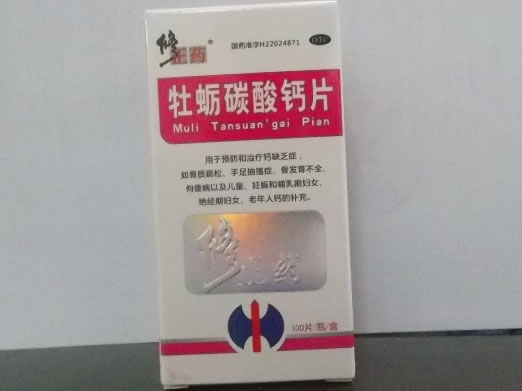 修正药®
国药准字H22024871
OTC
牡蛎碳酸钙片
Muli Tansuan'gai Pian
用于预防和治疗钙缺乏症，
如骨质疏松、手足抽搐症、骨发育不全、
佝偻病以及儿童、妊娠和哺乳期妇女、
绝经期妇女、老年人钙的补充。
修正药
100片/瓶/盒